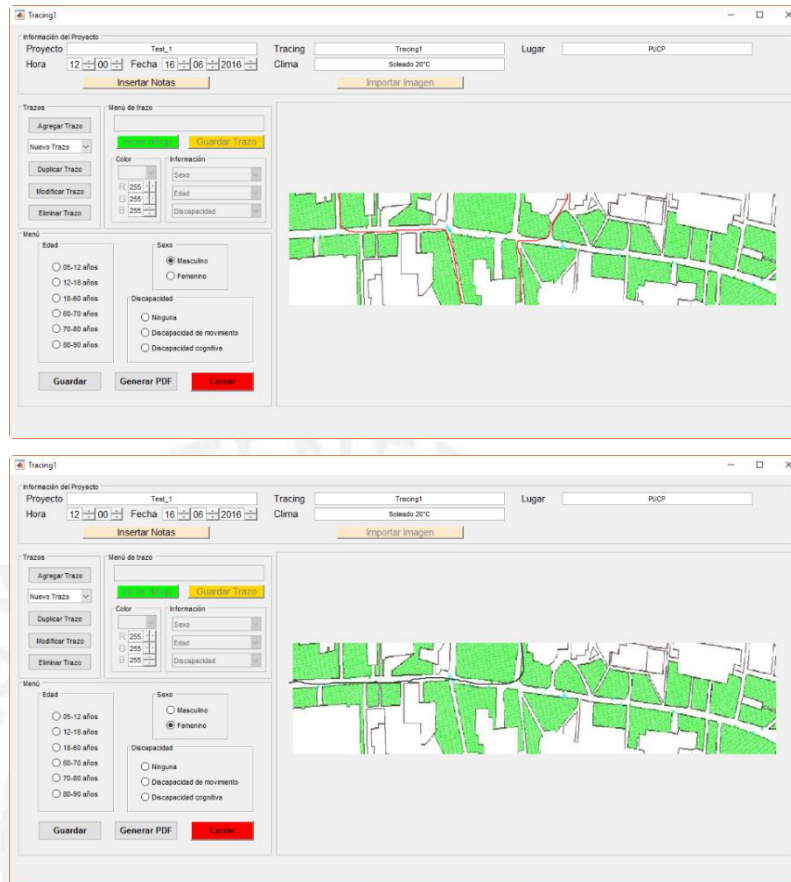 Tracing1
Información del Proyecto
Proyecto Test_1 Tracing Tracing1 Lugar PUCP
Hora 12 00 Fecha 16 06 2016 Clima Soleado 20°C
Insertar Notas Importar Imagen
Trazos Menú de trazo
Agregar Trazo
Guardar Trazo
Nuevo Trazo
Color Información
Duplicar Trazo
R 255 Sexo
Modificar Trazo
G 255 Edad
Eliminar Trazo
B 255 Discapacidad
Menú
Edad Sexo
05-12 años Masculino
12-18 años Femenino
18-60 años Discapacidad
60-70 años Ninguna
70-80 años Discapacidad de movimiento
80-90 años Discapacidad cognitiva
Guardar Generar PDF Cerrar
Tracing1
Información del Proyecto
Proyecto Test_1 Tracing Tracing1 Lugar PUCP
Hora 12 00 Fecha 16 06 2016 Clima Soleado 20°C
Insertar Notas Importar Imagen
Trazos Menú de trazo
Agregar Trazo
Guardar Trazo
Nuevo Trazo
Color Información
Duplicar Trazo
R 255 Sexo
Modificar Trazo
G 255 Edad
Eliminar Trazo
B 255 Discapacidad
Menú
Edad Sexo
05-12 años Masculino
12-18 años Femenino
18-60 años Discapacidad
60-70 años Ninguna
70-80 años Discapacidad de movimiento
80-90 años Discapacidad cognitiva
Guardar Generar PDF Cerrar